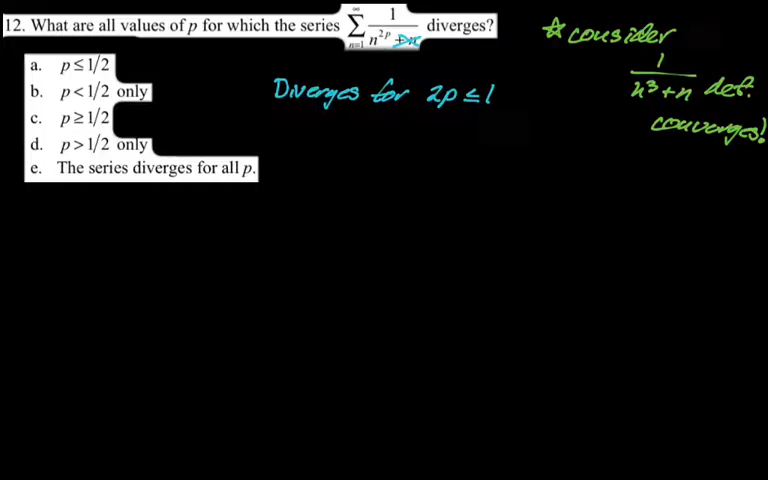 12. What are all values of p for which the series ∞ ∑ n=1 1/(n^{2p} + n) diverges?
a. p ≤ 1/2
b. p < 1/2 only
c. p ≥ 1/2
d. p > 1/2 only
e. The series diverges for all p.
Diverges for 2p ≤ 1
☆ consider
1/(n³+n) def.
converges!